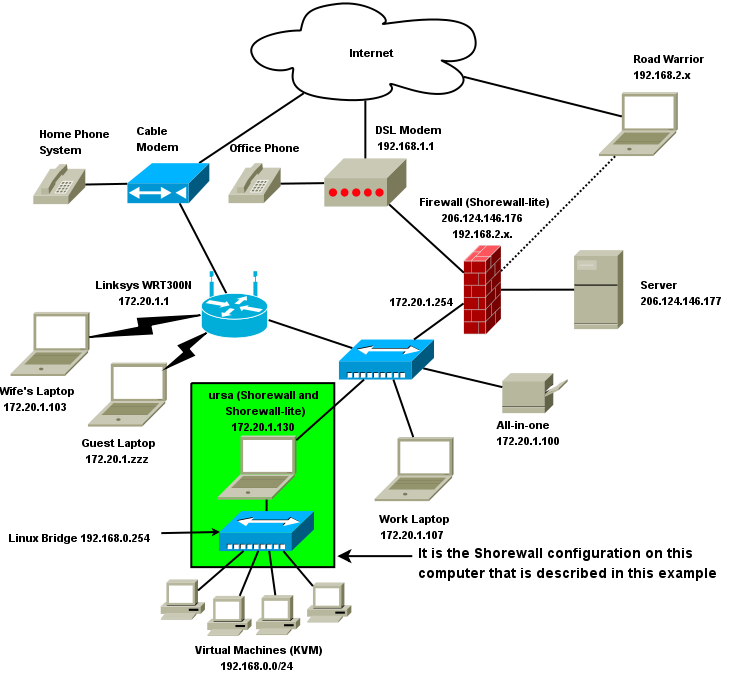 Internet
Road Warrior
192.168.2.x
Home Phone
System
Cable
Modem
Office Phone
DSL Modem
192.168.1.1
Firewall (Shorewall-lite)
206.124.146.176
192.168.2.x.
Linksys WRT300N
172.20.1.1
172.20.1.254
Server
206.124.146.177
Wife's Laptop
172.20.1.103
Guest Laptop
172.20.1.zzz
ursa (Shorewall and
Shorewall-lite)
172.20.1.130
All-in-one
172.20.1.100
Work Laptop
172.20.1.107
Linux Bridge 192.168.0.254
It is the Shorewall configuration on this
computer that is described in this example
Virtual Machines (KVM)
192.168.0.0/24